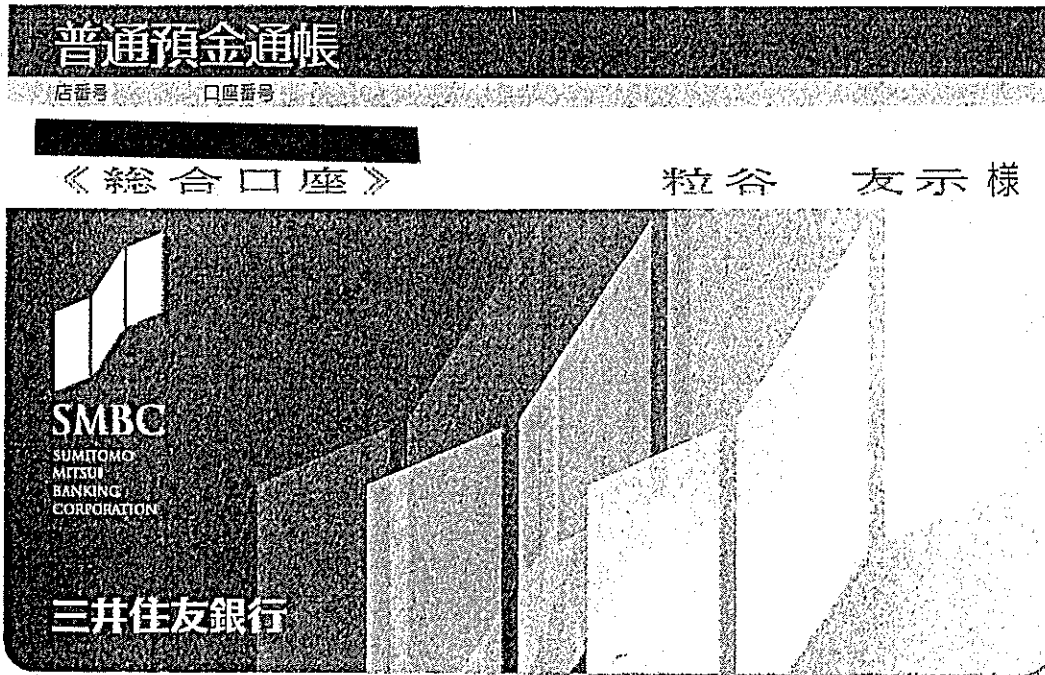 普通預金通帳
店番号 口座番号
≪総合口座≫ 粒谷 友示 様
SMBC
SUMITOMO
MITSUI
BANKING
CORPORATION
三井住友銀行